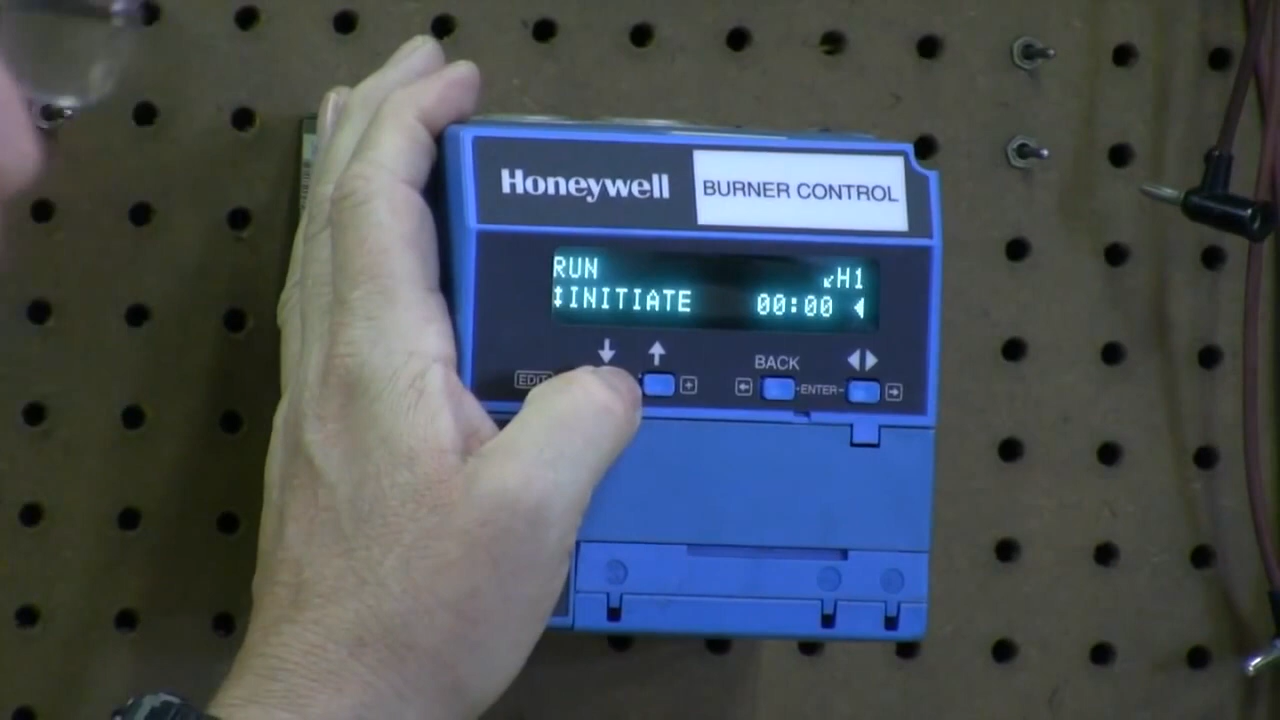 Honeywell
BURNER CONTROL
RUN ↙H1
↕INITIATE 00:00 ◀
↓ ↑ BACK ◀▶
EDIT + ← -ENTER- →